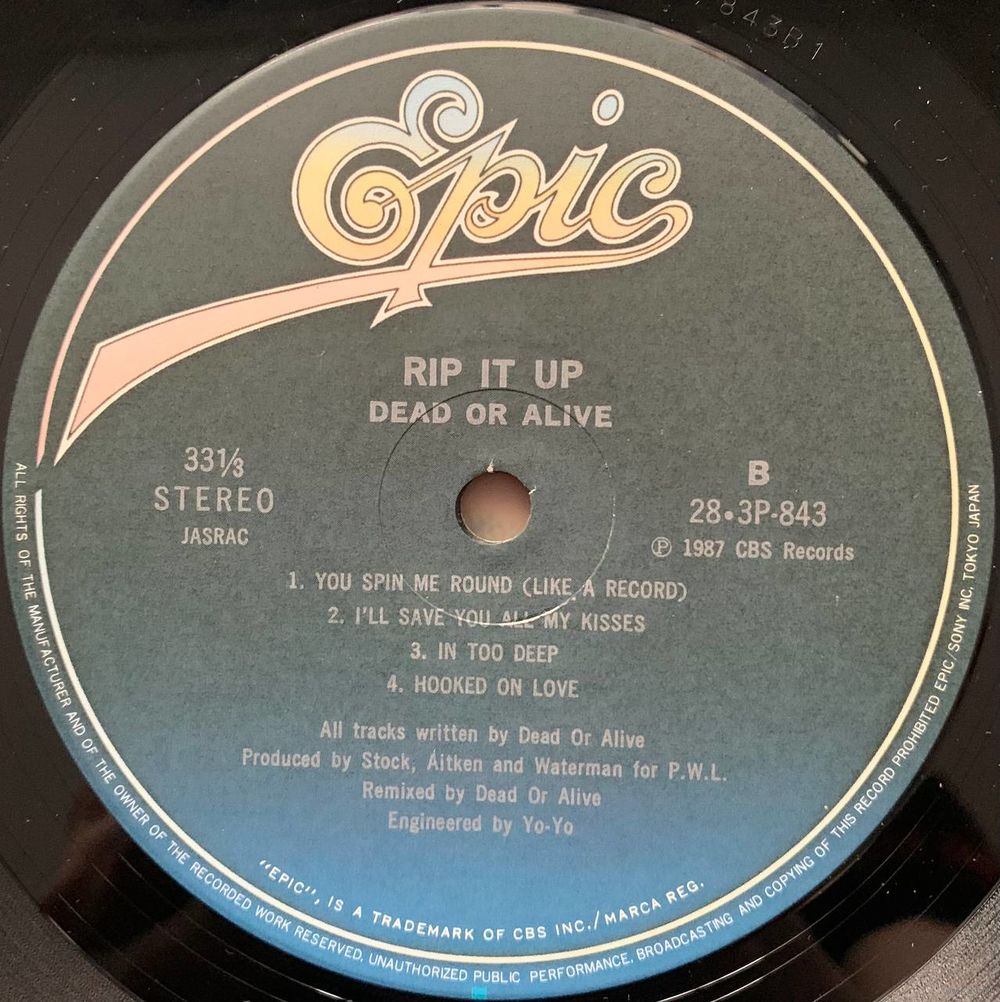 843B1
Epic
RIP IT UP
DEAD OR ALIVE
33⅓
STEREO
JASRAC
B
28•3P-843
Ⓟ 1987 CBS Records
1. YOU SPIN ME ROUND (LIKE A RECORD)
2. I'LL SAVE YOU ALL MY KISSES
3. IN TOO DEEP
4. HOOKED ON LOVE
All tracks written by Dead Or Alive
Produced by Stock, Aitken and Waterman for P.W.L.
Remixed by Dead Or Alive
Engineered by Yo-Yo
"EPIC", IS A TRADEMARK OF CBS INC./MARCA REG.
ALL RIGHTS OF THE MANUFACTURER AND OF THE OWNER OF THE RECORDED WORK RESERVED. UNAUTHORIZED PUBLIC PERFORMANCE, BROADCASTING AND COPYING OF THIS RECORD PROHIBITED EPIC/SONY INC. TOKYO JAPAN